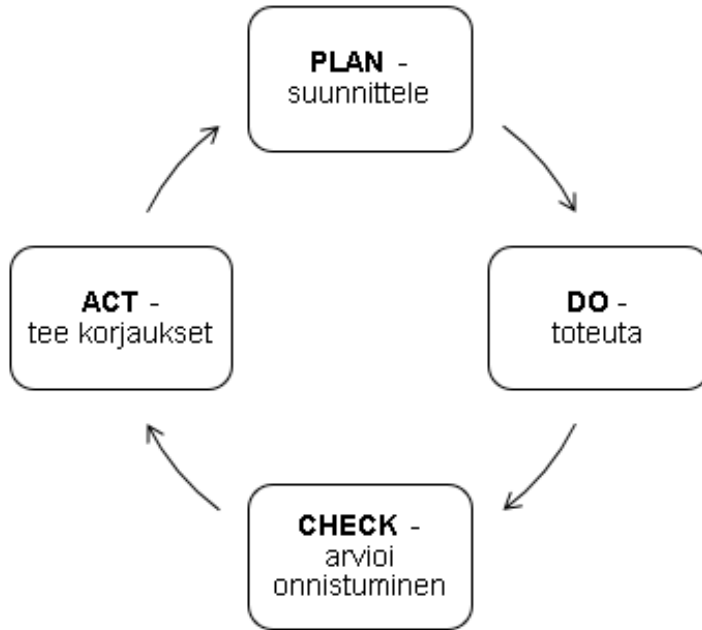 PLAN -
suunnittele
DO -
toteuta
CHECK -
arvioi
onnistuminen
ACT -
tee korjaukset